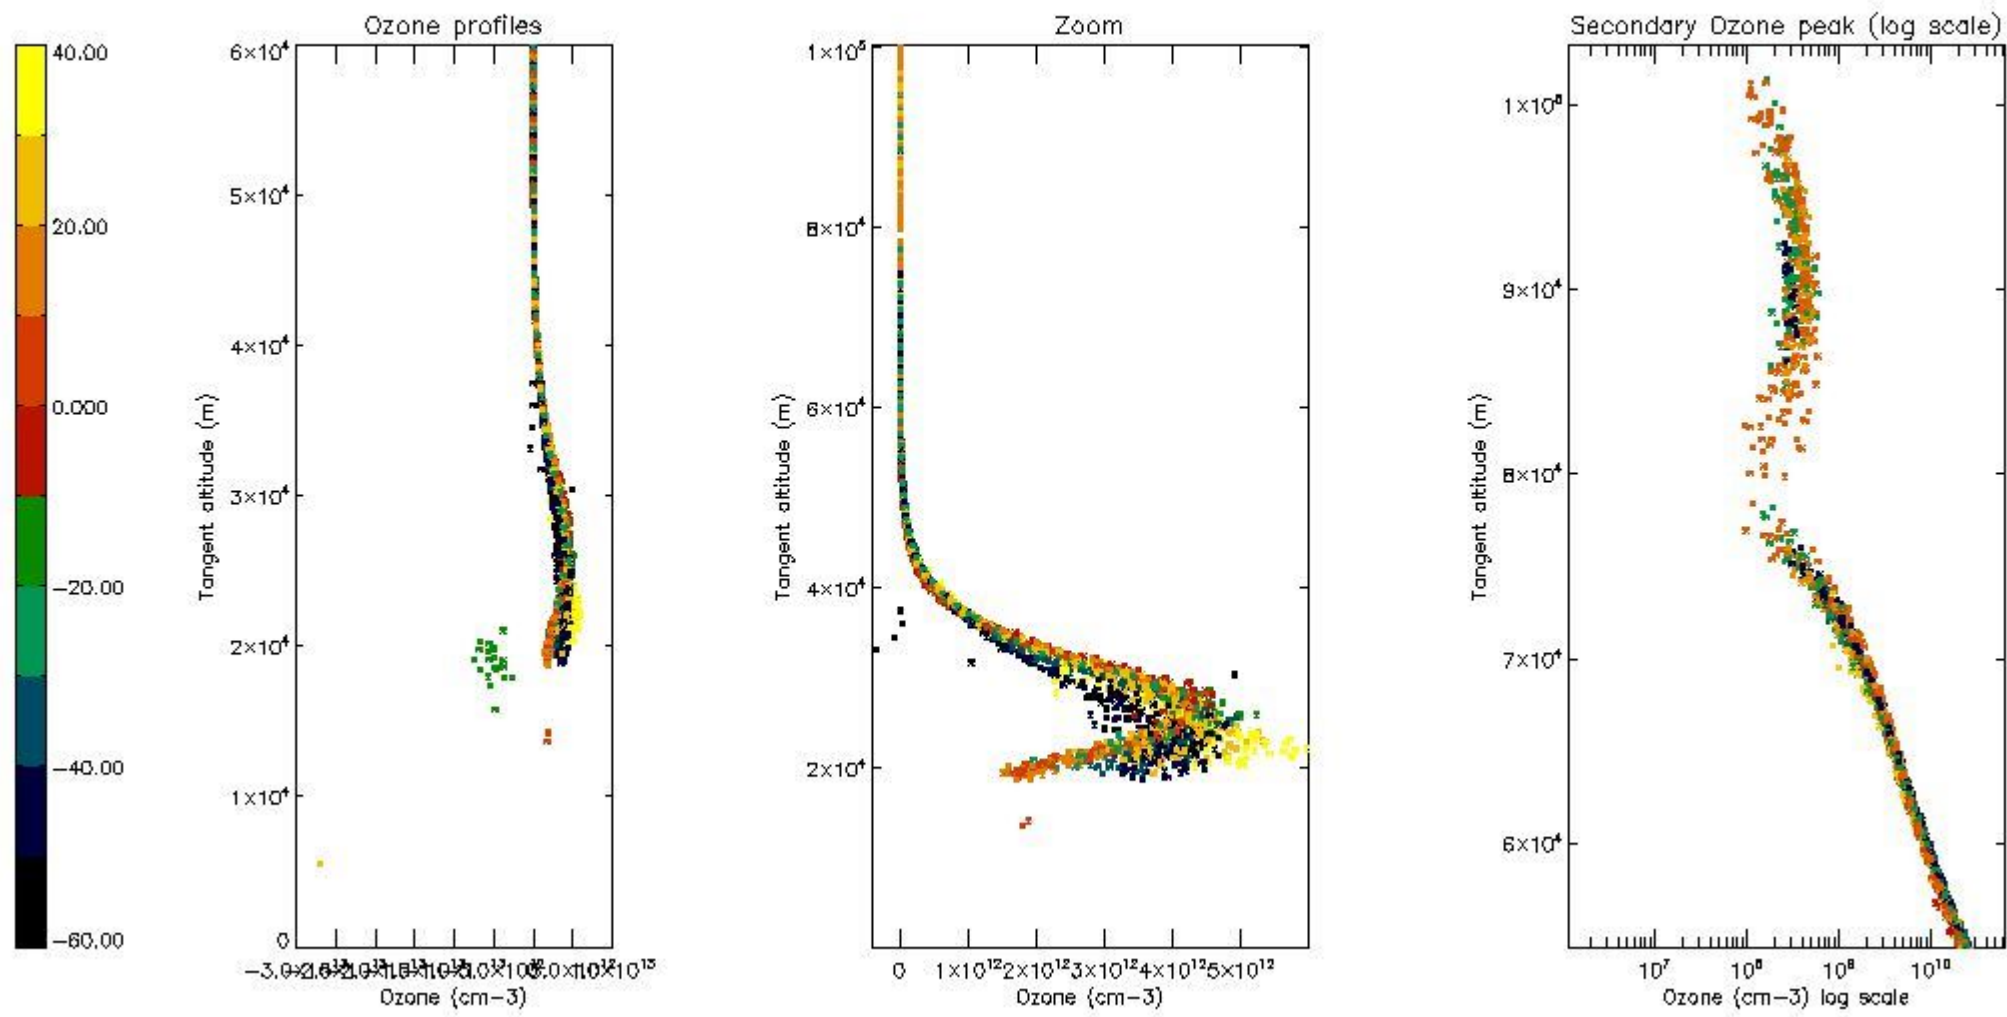 Ozone profiles
Zoom
Secondary Ozone peak (log scale)
40.00
20.00
0.000
−20.00
−40.00
−60.00
6×10⁴
5×10⁴
4×10⁴
3×10⁴
2×10⁴
1×10⁴
0
Tangent altitude (m)
Ozone (cm−3)
1×10⁵
8×10⁴
6×10⁴
4×10⁴
2×10⁴
Tangent altitude (m)
0 1×10¹² 2×10¹² 3×10¹² 4×10¹² 5×10¹²
Ozone (cm−3)
9×10⁴
8×10⁴
7×10⁴
6×10⁴
Tangent altitude (m)
10⁷ 10⁸ 10⁹ 10¹⁰
Ozone (cm−3) log scale